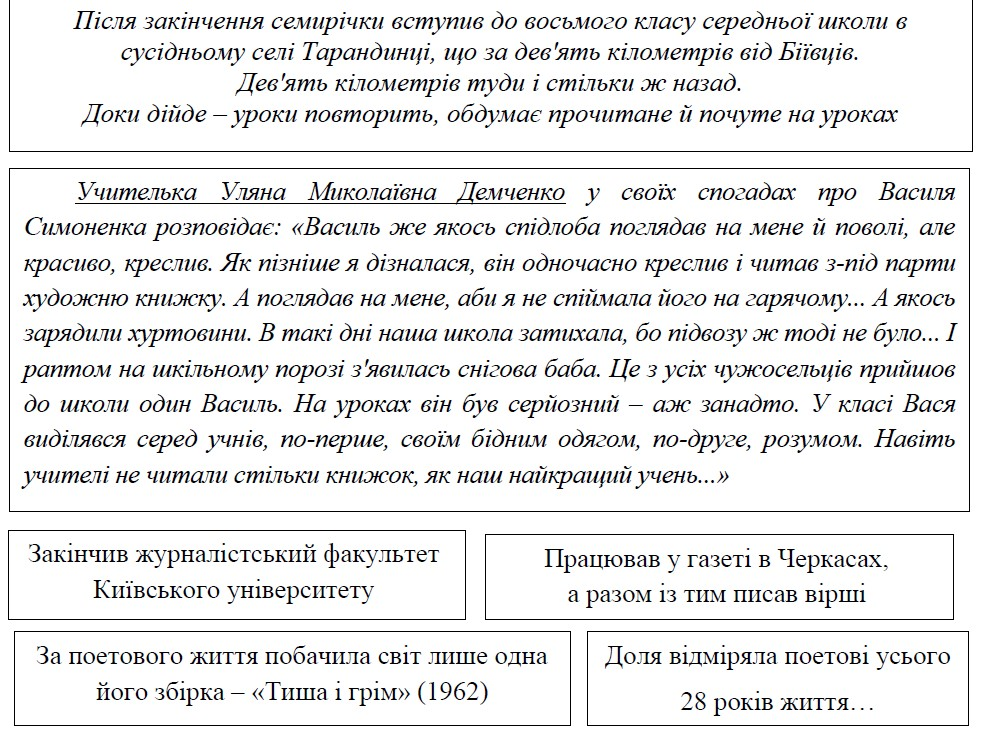 Після закінчення семирічки вступив до восьмого класу середньої школи в
сусідньому селі Тарандинці, що за дев'ять кілометрів від Біївців.
Дев'ять кілометрів туди і стільки ж назад.
Доки дійде – уроки повторить, обдумає прочитане й почуте на уроках
Учителька Уляна Миколаївна Демченко у своїх спогадах про Василя
Симоненка розповідає: «Василь же якось спідлоба поглядав на мене й поволі, але
красиво, креслив. Як пізніше я дізналася, він одночасно креслив і читав з-під парти
художню книжку. А поглядав на мене, аби я не спіймала його на гарячому... А якось
зарядили хуртовини. В такі дні наша школа затихала, бо підвозу ж тоді не було... І
раптом на шкільному порозі з'явилась снігова баба. Це з усіх чужосельців прийшов
до школи один Василь. На уроках він був серйозний – аж занадто. У класі Вася
виділявся серед учнів, по-перше, своїм бідним одягом, по-друге, розумом. Навіть
учителі не читали стільки книжок, як наш найкращий учень...»
Закінчив журналістський факультет
Київського університету
Працював у газеті в Черкасах,
а разом із тим писав вірші
За поетового життя побачила світ лише одна
його збірка – «Тиша і грім» (1962)
Доля відміряла поетові усього
28 років життя…